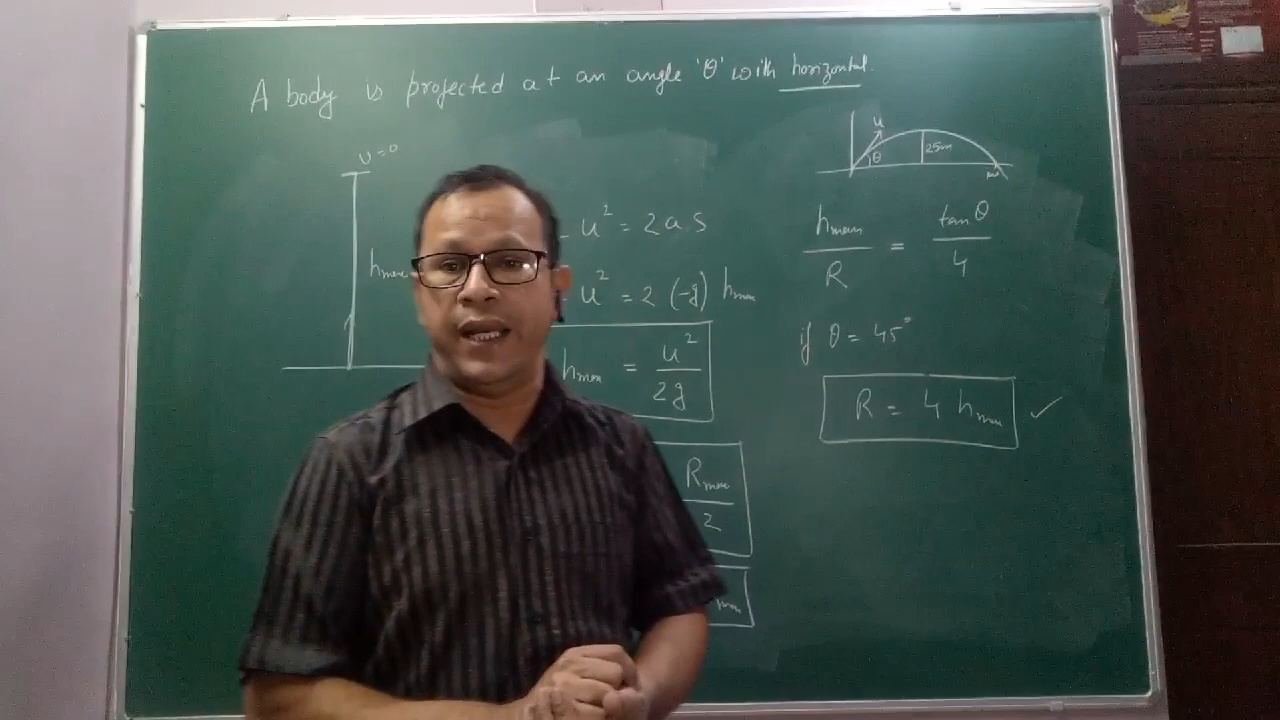 A body is projected at an angle 'θ' with horizontal.
v=0
hmax
u² = 2as
- u² = 2 (-g) hmax
hmax = u²/2g
Rmax/2
max
u
θ
25m
hmax/R = tanθ/4
if θ = 45°
R = 4 hmax ✓